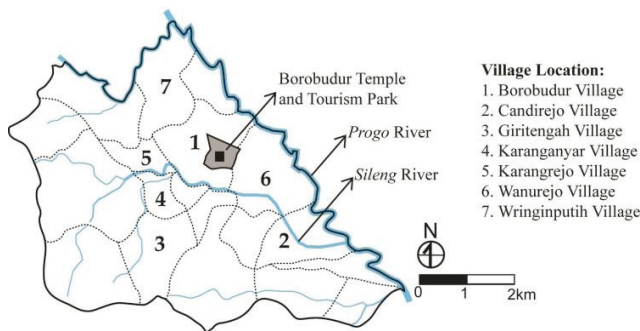 7
Borobudur Temple
and Tourism Park
1
Progo River
5
6
Sileng River
4
3
2
Village Location:
1. Borobudur Village
2. Candirejo Village
3. Giritengah Village
4. Karanganyar Village
5. Karangrejo Village
6. Wanurejo Village
7. Wringinputih Village
N
0 1 2km